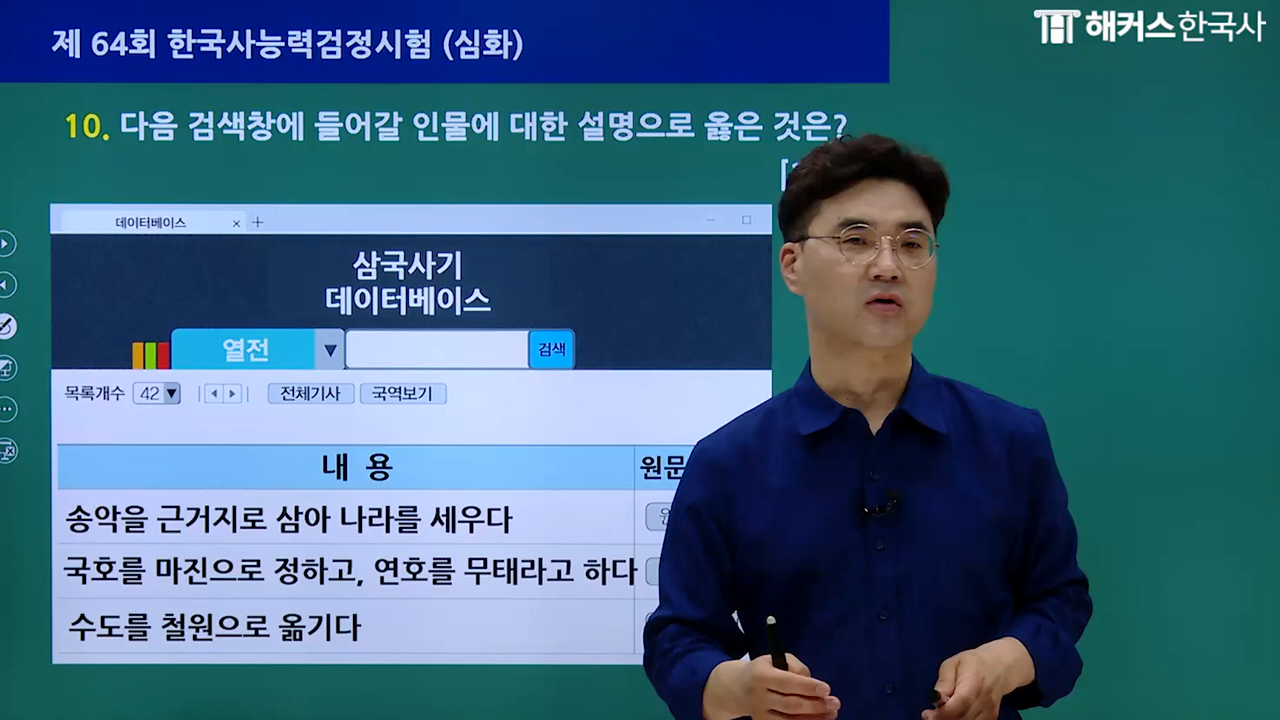 제 64회 한국사능력검정시험 (심화)
해커스한국사
10. 다음 검색창에 들어갈 인물에 대한 설명으로 옳은 것은?
데이터베이스
삼국사기
데이터베이스
열전
검색
목록개수 42
전체기사
국역보기
내 용
원문
송악을 근거지로 삼아 나라를 세우다
국호를 마진으로 정하고, 연호를 무태라고 하다
수도를 철원으로 옮기다